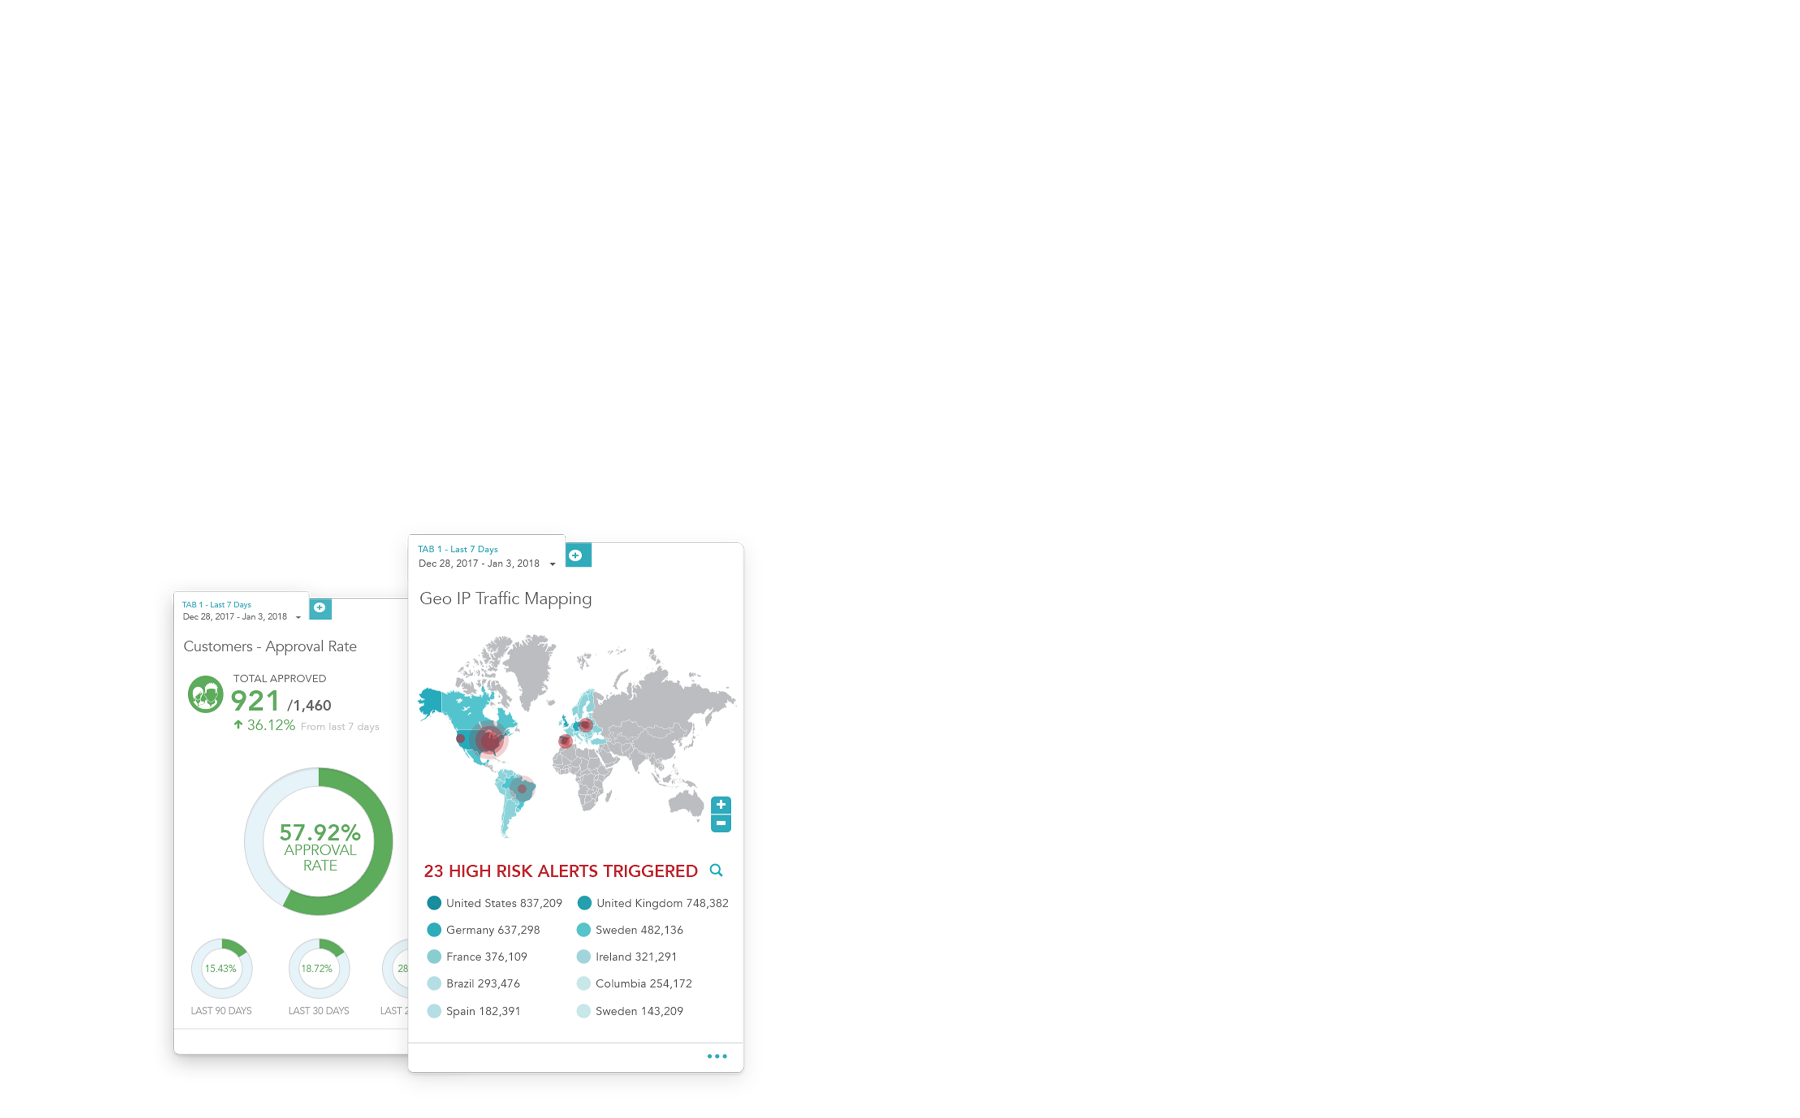 TAB 1 - Last 7 Days
Dec 28, 2017 - Jan 3, 2018
Customers - Approval Rate
TOTAL APPROVED
921 /1,460
36.12% From last 7 days
57.92%
APPROVAL
RATE
15.43%
18.72%
28
LAST 90 DAYS
LAST 30 DAYS
LAST
TAB 1 - Last 7 Days
Dec 28, 2017 - Jan 3, 2018
Geo IP Traffic Mapping
23 HIGH RISK ALERTS TRIGGERED
United States 837,209
United Kingdom 748,382
Germany 637,298
Sweden 482,136
France 376,109
Ireland 321,291
Brazil 293,476
Columbia 254,172
Spain 182,391
Sweden 143,209